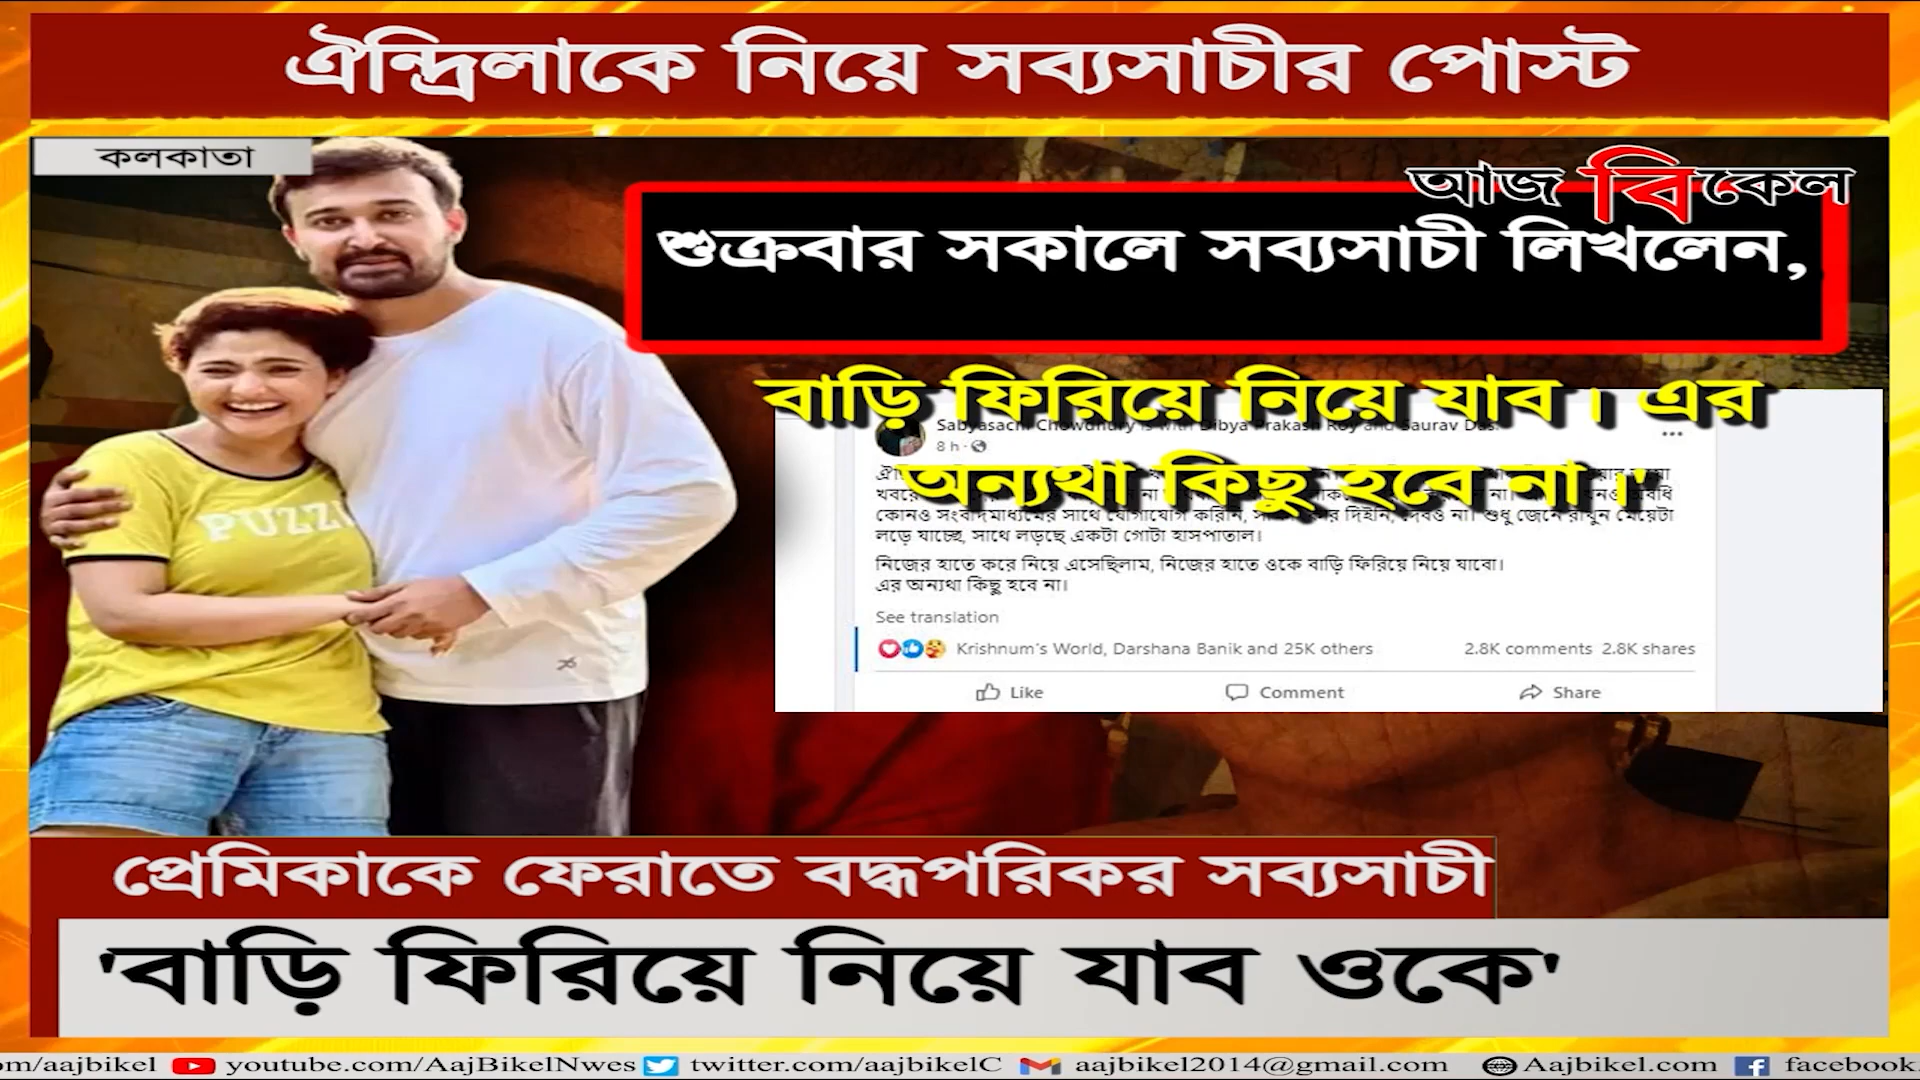 ঐন্দ্রিলাকে নিয়ে সব্যসাচীর পোস্ট
কলকাতা
আজ বিকেল
শুক্রবার সকালে সব্যসাচী লিখলেন,
বাড়ি ফিরিয়ে নিয়ে যাব। এর
অন্যথা কিছু হবে না।'
Sabyasachi Chowdhury is with Dibya Prakash Roy and Saurav Das.
8 h
কোনও সংবাদমাধ্যমের সাথে যোগাযোগ করিনি, দিইনি, দেবও না। শুধু জেনে রাখুন মেয়েটা
লড়ে যাচ্ছে, সাথে লড়ছে একটা গোটা হাসপাতাল।
নিজের হাতে করে নিয়ে এসেছিলাম, নিজের হাতে ওকে বাড়ি ফিরিয়ে নিয়ে যাবো।
এর অন্যথা কিছু হবে না।
See translation
Krishnum's World, Darshana Banik and 25K others 2.8K comments 2.8K shares
Like Comment Share
PUZZ
প্রেমিকাকে ফেরাতে বদ্ধপরিকর সব্যসাচী
'বাড়ি ফিরিয়ে নিয়ে যাব ওকে'
om/aajbikel youtube.com/AajBikelNwes twitter.com/aajbikelC aajbikel2014@gmail.com Aajbikel.com facebook.